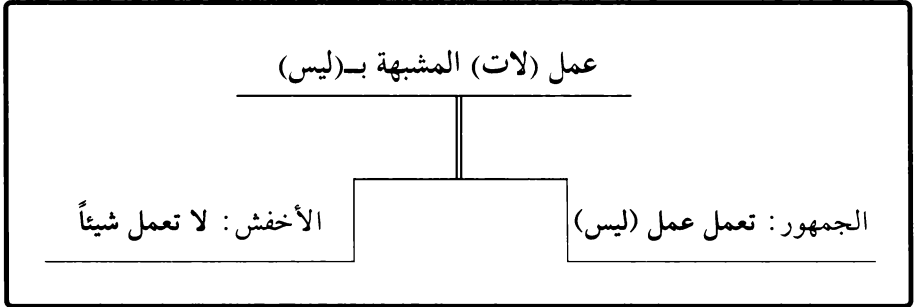 عمل (لات) المشبهة بـ(ليس)
الجمهور: تعمل عمل (ليس)
الأخفش: لا تعمل شيئاً